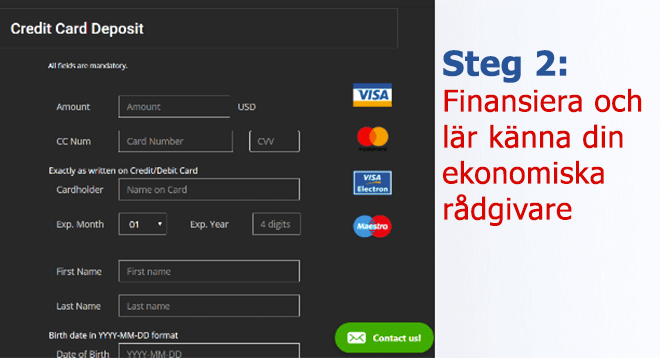 Credit Card Deposit
All fields are mandatory.
Amount
Amount
USD
CC Num
Card Number
CVV
Exactly as written on Credit/Debit Card
Cardholder
Name on Card
Exp. Month
01
Exp. Year
4 digits
First Name
First name
Last Name
Last name
Birth date in YYYY-MM-DD format
Date of Birth
YYYY-MM-DD
VISA
VISA
Electron
Maestro
Contact us!
Steg 2:
Finansiera och
lär känna din
ekonomiska
rådgivare